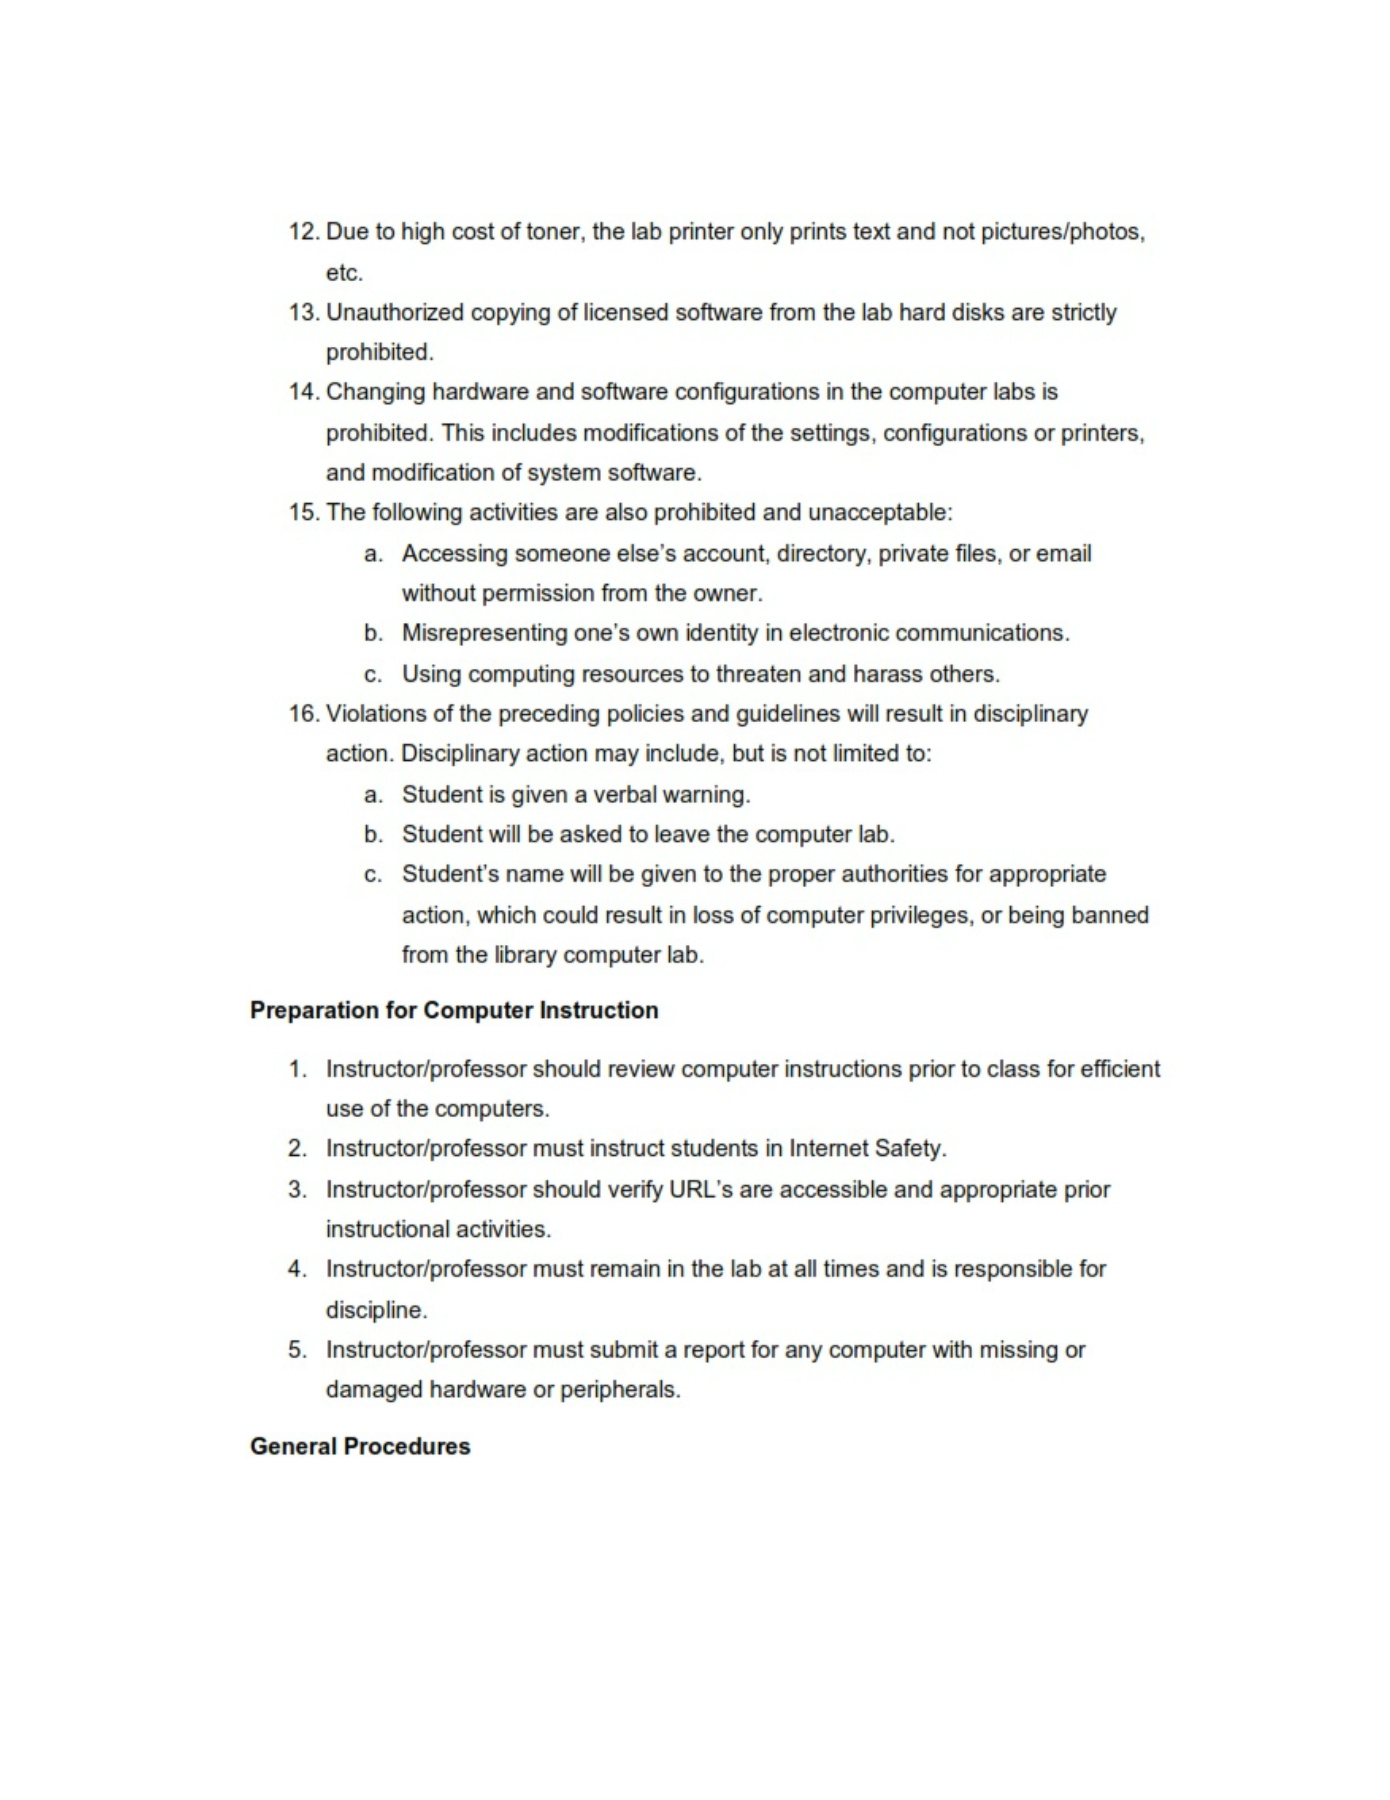 12. Due to high cost of toner, the lab printer only prints text and not pictures/photos,
etc.
13. Unauthorized copying of licensed software from the lab hard disks are strictly
prohibited.
14. Changing hardware and software configurations in the computer labs is
prohibited. This includes modifications of the settings, configurations or printers,
and modification of system software.
15. The following activities are also prohibited and unacceptable:
a. Accessing someone else's account, directory, private files, or email
without permission from the owner.
b. Misrepresenting one's own identity in electronic communications.
c. Using computing resources to threaten and harass others.
16. Violations of the preceding policies and guidelines will result in disciplinary
action. Disciplinary action may include, but is not limited to:
a. Student is given a verbal warning.
b. Student will be asked to leave the computer lab.
c. Student's name will be given to the proper authorities for appropriate
action, which could result in loss of computer privileges, or being banned
from the library computer lab.
Preparation for Computer Instruction
1. Instructor/professor should review computer instructions prior to class for efficient
use of the computers.
2. Instructor/professor must instruct students in Internet Safety.
3. Instructor/professor should verify URL's are accessible and appropriate prior
instructional activities.
4. Instructor/professor must remain in the lab at all times and is responsible for
discipline.
5. Instructor/professor must submit a report for any computer with missing or
damaged hardware or peripherals.
General Procedures